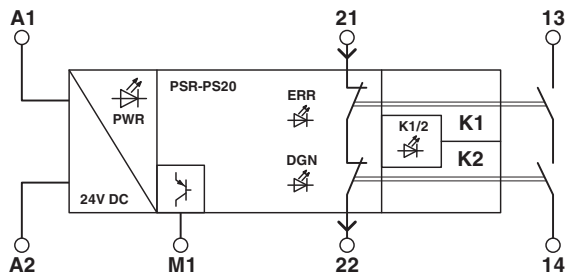 A1
21
13
PSR-PS20
PWR
ERR
K1/2
K1
DGN
K2
24V DC
A2
M1
22
14